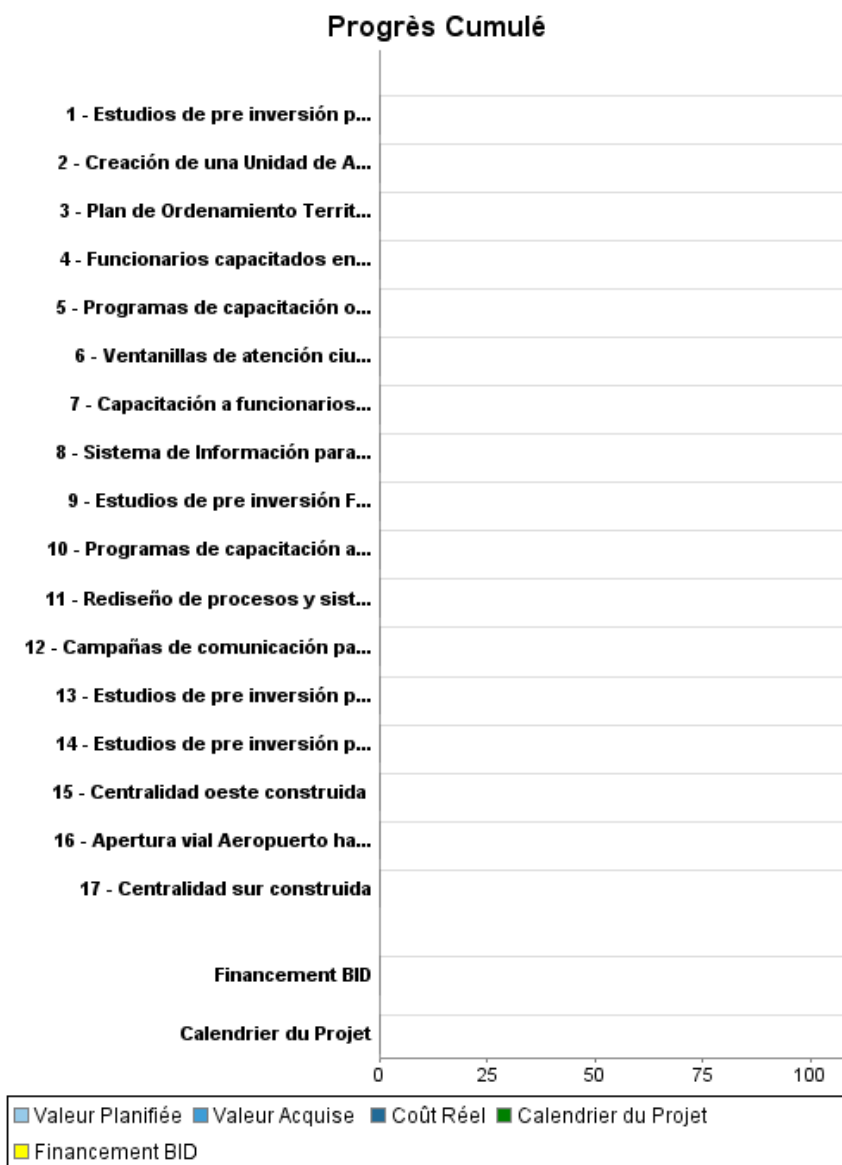 Progrès Cumulé
1 - Estudios de pre inversión p...
2 - Creación de una Unidad de A...
3 - Plan de Ordenamiento Territ...
4 - Funcionarios capacitados en...
5 - Programas de capacitación o...
6 - Ventanillas de atención ciu...
7 - Capacitación a funcionarios...
8 - Sistema de Información para...
9 - Estudios de pre inversión F...
10 - Programas de capacitación a...
11 - Rediseño de procesos y sist...
12 - Campañas de comunicación pa...
13 - Estudios de pre inversión p...
14 - Estudios de pre inversión p...
15 - Centralidad oeste construida
16 - Apertura vial Aeropuerto ha...
17 - Centralidad sur construida
Financement BID
Calendrier du Projet
0 25 50 75 100
Valeur Planifiée Valeur Acquise Coût Réel Calendrier du Projet
Financement BID